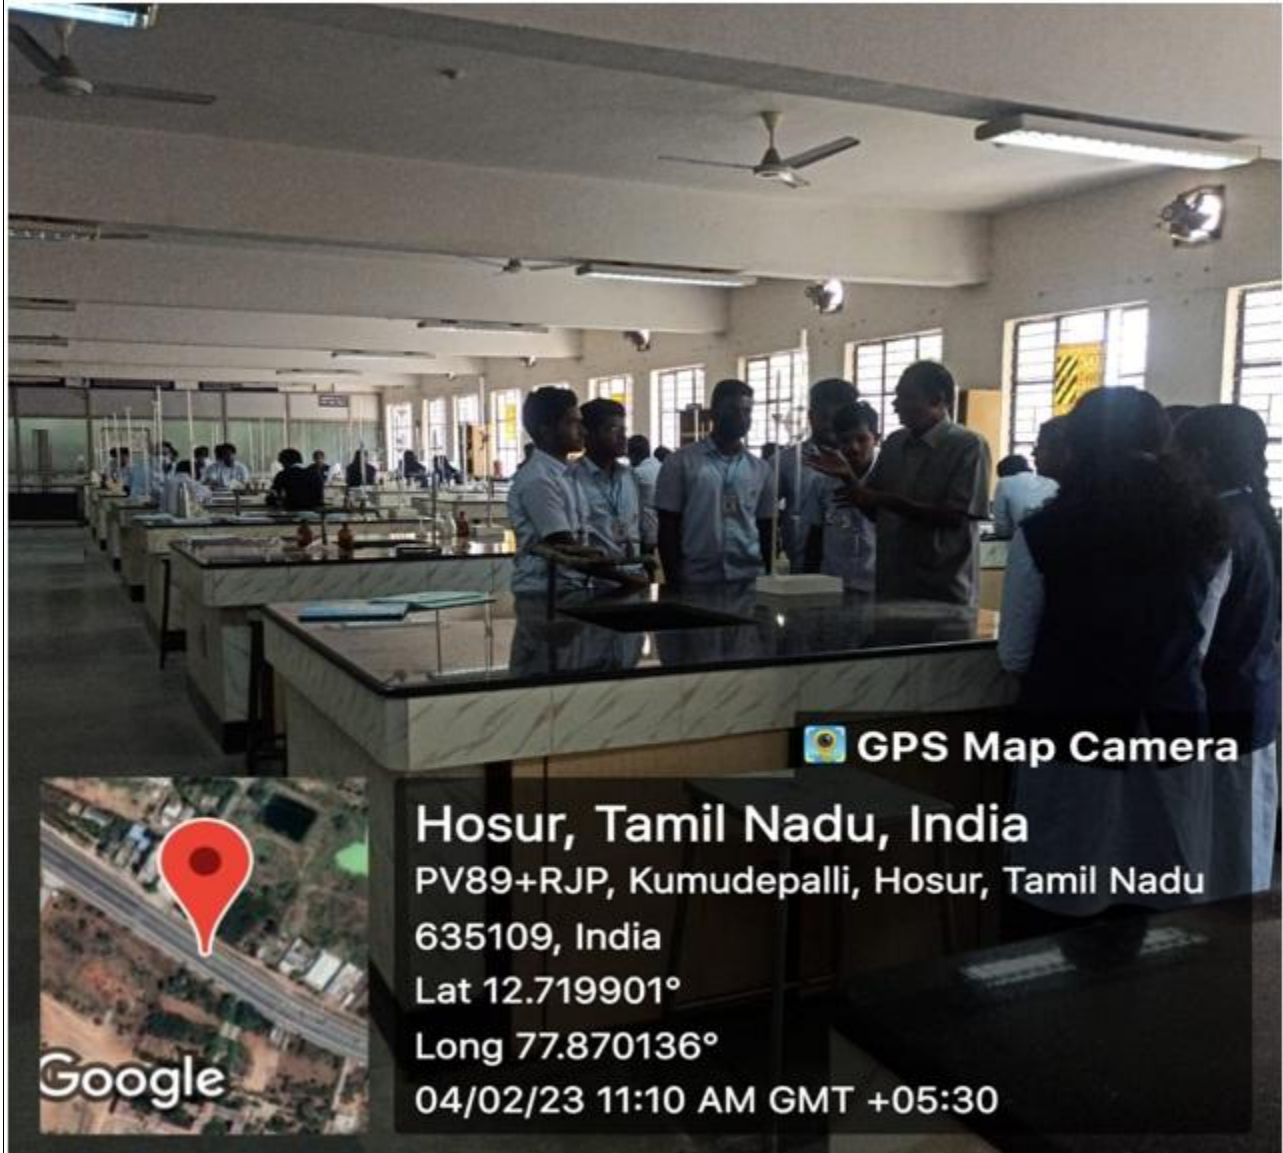 GPS Map Camera
Hosur, Tamil Nadu, India
PV89+RJP, Kumudepalli, Hosur, Tamil Nadu
635109, India
Lat 12.719901°
Long 77.870136°
04/02/23 11:10 AM GMT +05:30
Google